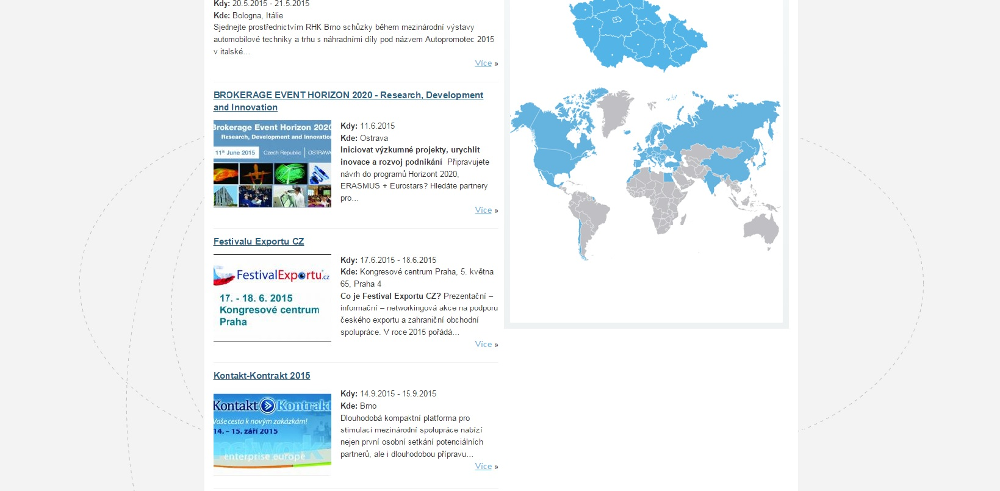 Kdy: 20.5.2015 - 21.5.2015
Kde: Bologna, Itálie
Sjednejte prostřednictvím RHK Brno schůzky během mezinárodní výstavy
automobilové techniky a trhu s náhradními díly pod názvem Autopromotec 2015
v italské...
Více »
BROKERAGE EVENT HORIZON 2020 - Research, Development
and Innovation
Brokerage Event Horizon 2020
Research, Development and Innovation
11th June 2015 Czech Republic OSTRAVA
Kdy: 11.6.2015
Kde: Ostrava
Iniciovat výzkumné projekty, urychlit
inovace a rozvoj podnikání Připravujete
návrh do programů Horizont 2020,
ERASMUS + Eurostars? Hledáte partnery
pro...
Více »
Festivalu Exportu CZ
FestivalExportu.cz
17. - 18. 6. 2015
Kongresové centrum
Praha
Kdy: 17.6.2015 - 18.6.2015
Kde: Kongresové centrum Praha, 5. května
65, Praha 4
Co je Festival Exportu CZ? Prezentační –
informační – networkingová akce na podporu
českého exportu a zahraniční obchodní
spolupráce. V roce 2015 pořádá...
Více »
Kontakt-Kontrakt 2015
Kontakt Kontrakt
Vaše cesta k novým zakázkám!
14. - 15. září 2015
network
enterprise europe
Kdy: 14.9.2015 - 15.9.2015
Kde: Brno
Dlouhodobá kompaktní platforma pro
stimulaci mezinárodní spolupráce nabízí
nejen první osobní setkání potenciálních
partnerů, ale i dlouhodobou přípravu...
Více »